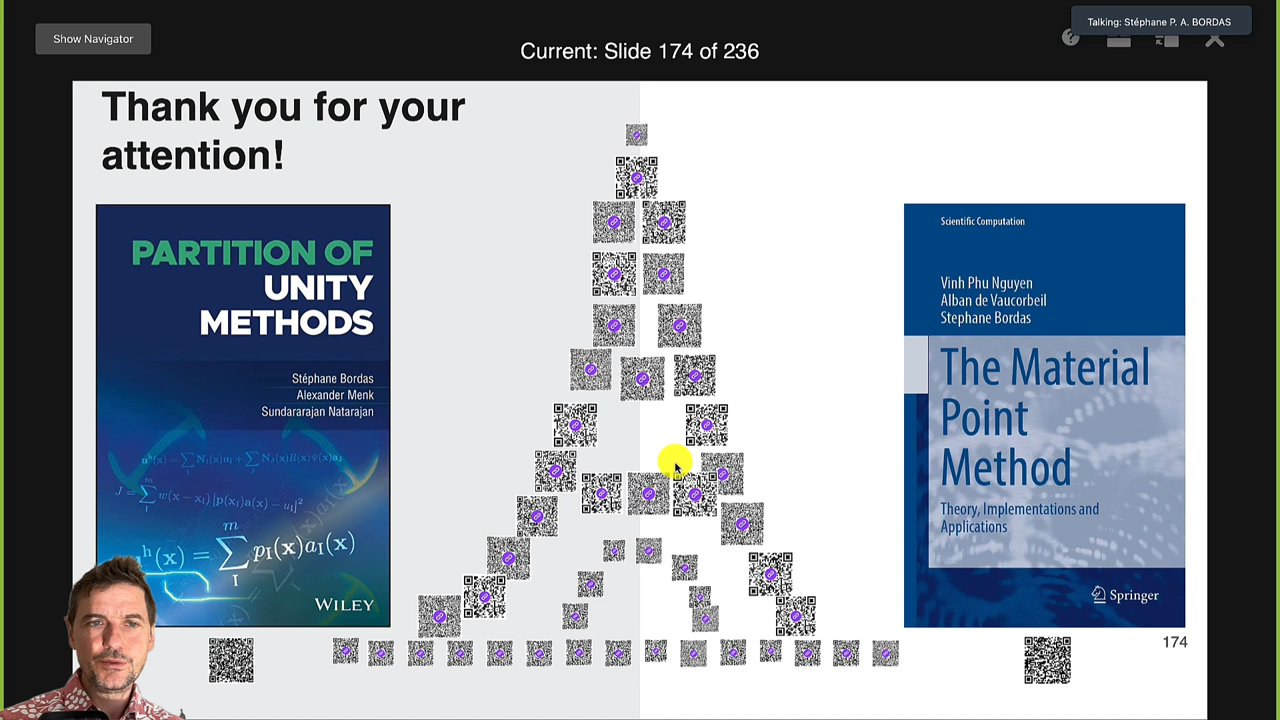 Talking: Stéphane P. A. BORDAS
Show Navigator
Current: Slide 174 of 236
Thank you for your
attention!
PARTITION OF
UNITY
METHODS
Stéphane Bordas
Alexander Menk
Sundararajan Natarajan
WILEY
Scientific Computation
Vinh Phu Nguyen
Alban de Vaucorbeil
Stephane Bordas
The Material
Point
Method
Theory, Implementations and
Applications
Springer
174